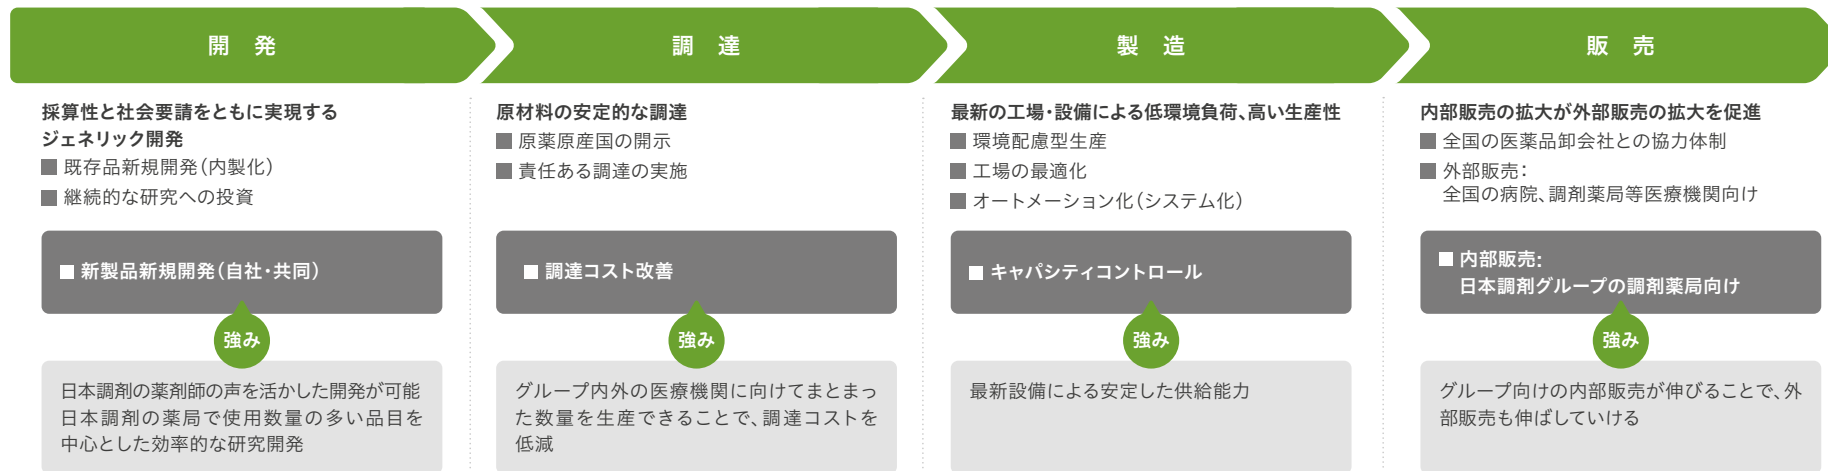 開発
調達
製造
販売
採算性と社会要請をともに実現する
ジェネリック開発
■ 既存品新規開発（内製化）
■ 継続的な研究への投資
■ 新製品新規開発（自社・共同）
強み
日本調剤の薬剤師の声を活かした開発が可能
日本調剤の薬局で使用数量の多い品目を
中心とした効率的な研究開発
原材料の安定的な調達
■ 原薬原産国の開示
■ 責任ある調達の実施
■ 調達コスト改善
強み
グループ内外の医療機関に向けてまとまっ
た数量を生産できることで、調達コストを
低減
最新の工場・設備による低環境負荷、高い生産性
■ 環境配慮型生産
■ 工場の最適化
■ オートメーション化（システム化）
■ キャパシティコントロール
強み
最新設備による安定した供給能力
内部販売の拡大が外部販売の拡大を促進
■ 全国の医薬品卸会社との協力体制
■ 外部販売：
全国の病院、調剤薬局等医療機関向け
■ 内部販売：
日本調剤グループの調剤薬局向け
強み
グループ向けの内部販売が伸びることで、外
部販売も伸ばしていける